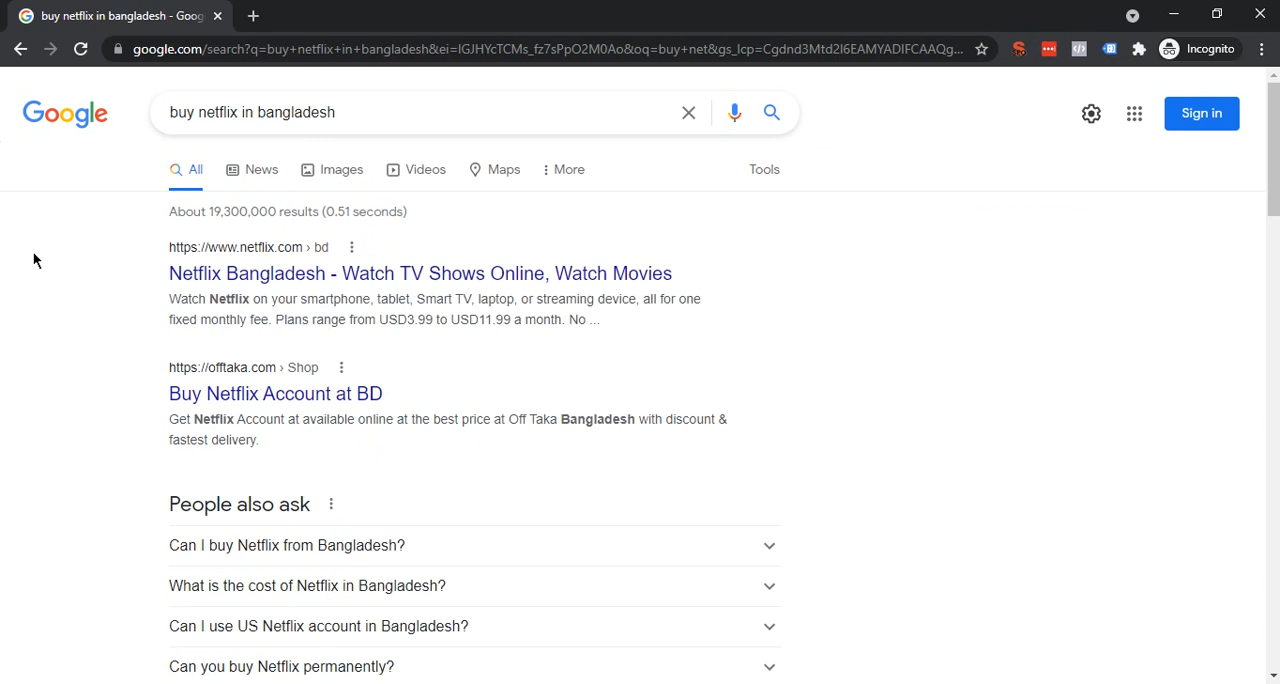 buy netflix in bangladesh - Goog
google.com/search?q=buy+netflix+in+bangladesh&ei=IGJHYcTCMs_fz7sPpO2M0Ao&oq=buy+net&gs_lcp=Cgdnd3Mtd2l6EAMYADIFCAAQg...
Incognito
Google
buy netflix in bangladesh
Sign in
All
News
Images
Videos
Maps
More
Tools
About 19,300,000 results (0.51 seconds)
https://www.netflix.com › bd
Netflix Bangladesh - Watch TV Shows Online, Watch Movies
Watch Netflix on your smartphone, tablet, Smart TV, laptop, or streaming device, all for one
fixed monthly fee. Plans range from USD3.99 to USD11.99 a month. No ...
https://offtaka.com › Shop
Buy Netflix Account at BD
Get Netflix Account at available online at the best price at Off Taka Bangladesh with discount &
fastest delivery.
People also ask
Can I buy Netflix from Bangladesh?
What is the cost of Netflix in Bangladesh?
Can I use US Netflix account in Bangladesh?
Can you buy Netflix permanently?